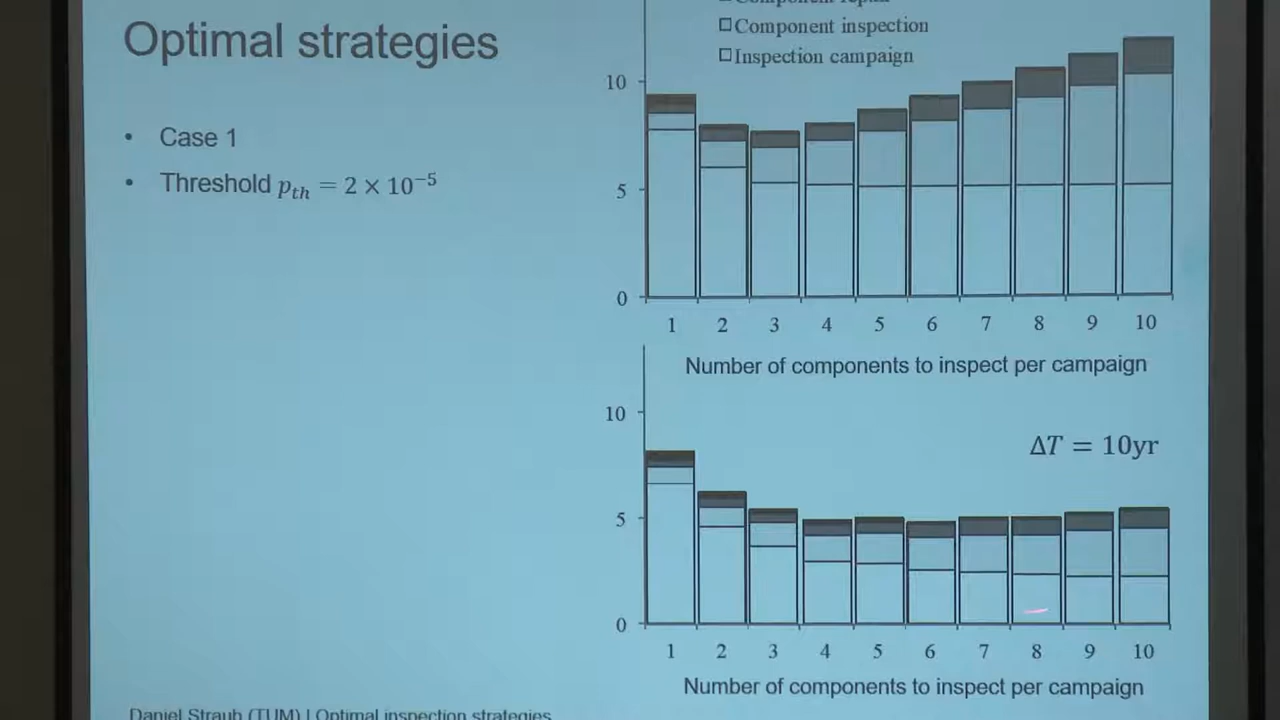 Optimal strategies
• Case 1
• Threshold pₜₕ = 2 × 10⁻⁵
Component repair
Component inspection
Inspection campaign
10
5
0
1 2 3 4 5 6 7 8 9 10
Number of components to inspect per campaign
10
5
0
ΔT = 10yr
1 2 3 4 5 6 7 8 9 10
Number of components to inspect per campaign
Daniel Straub (TUM) | Optimal inspection strategies